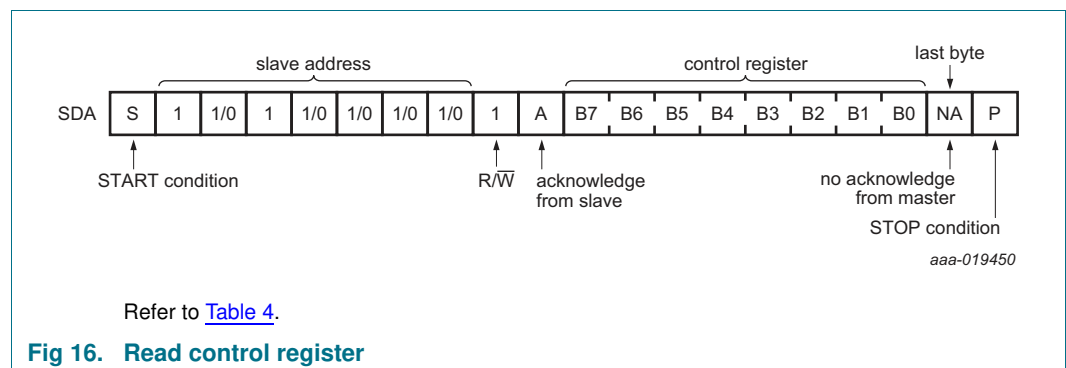 last byte
slave address
control register
SDA S 1 1/0 1 1/0 1/0 1/0 1/0 1 A B7 B6 B5 B4 B3 B2 B1 B0 NA P
START condition
R/W̅
acknowledge
from slave
no acknowledge
from master
STOP condition
aaa-019450
Refer to Table 4.
Fig 16. Read control register